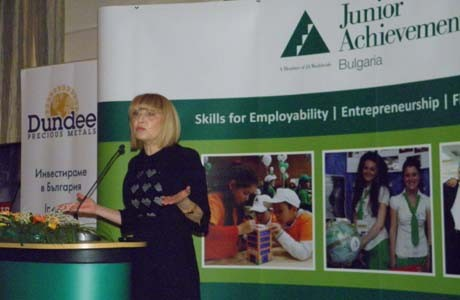 Dundee
PRECIOUS METALS
Инвестираме
в България
Junior
Achievement
A Member of JA Worldwide
Bulgaria
Skills for Employability | Entrepreneurship |